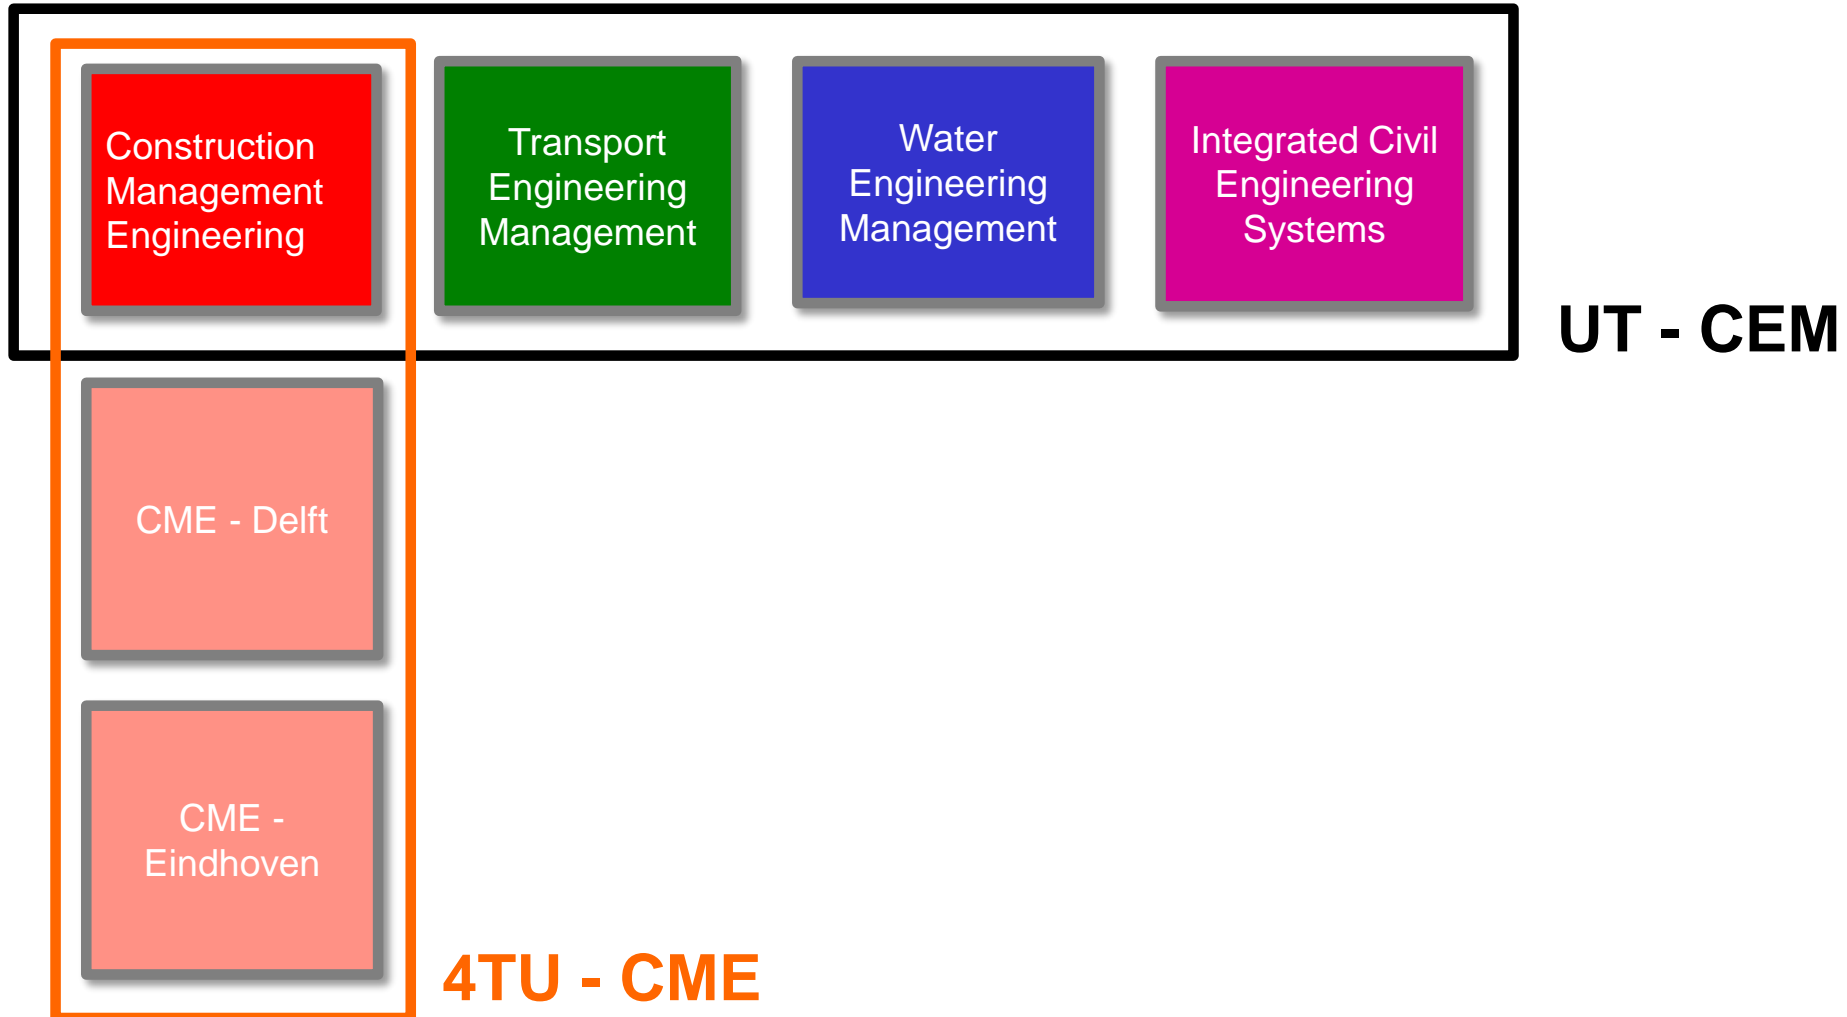 Construction
Management
Engineering
Transport
Engineering
Management
Water
Engineering
Management
Integrated Civil
Engineering
Systems
UT - CEM
CME - Delft
CME -
Eindhoven
4TU - CME